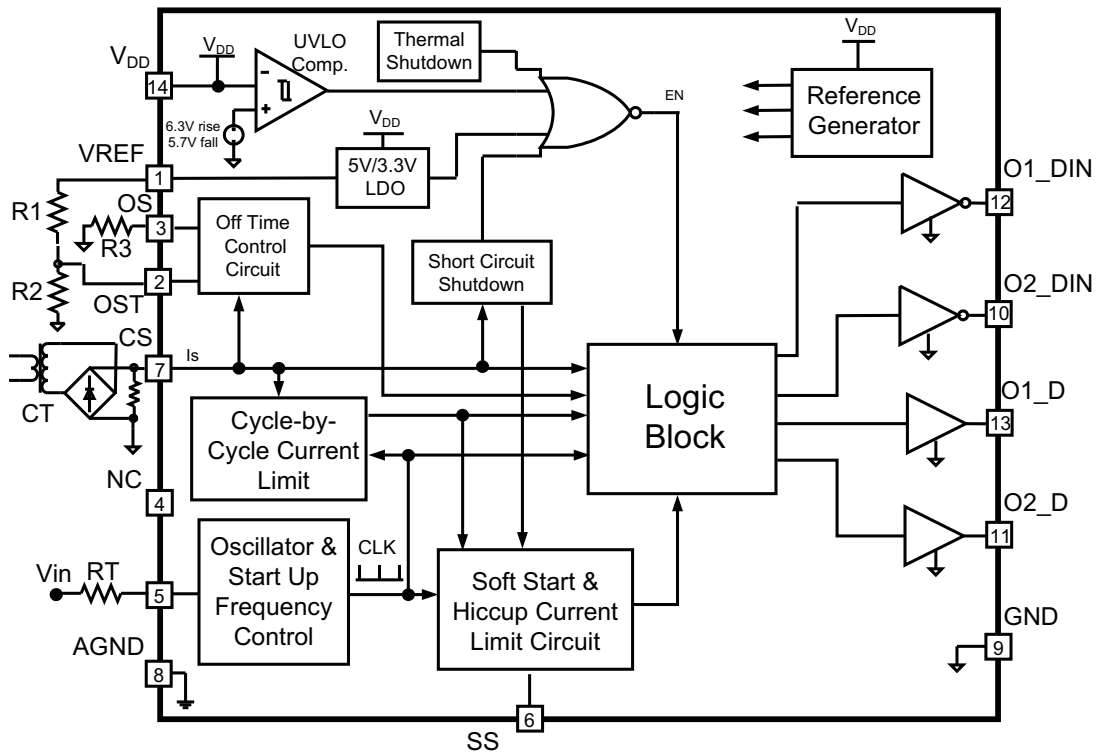 VDD
14
VDD
UVLO
Comp.
6.3V rise
5.7V fall
Thermal
Shutdown
EN
VDD
Reference
Generator
VREF
1
VDD
5V/3.3V
LDO
R1
OS
3
R3
R2
OST
2
Off Time
Control
Circuit
Short Circuit
Shutdown
O1_DIN
12
O2_DIN
10
CS
7
Is
CT
Cycle-by-
Cycle Current
Limit
Logic
Block
O1_D
13
NC
4
O2_D
11
Vin
RT
5
Oscillator &
Start Up
Frequency
Control
CLK
Soft Start &
Hiccup Current
Limit Circuit
AGND
8
GND
9
6
SS